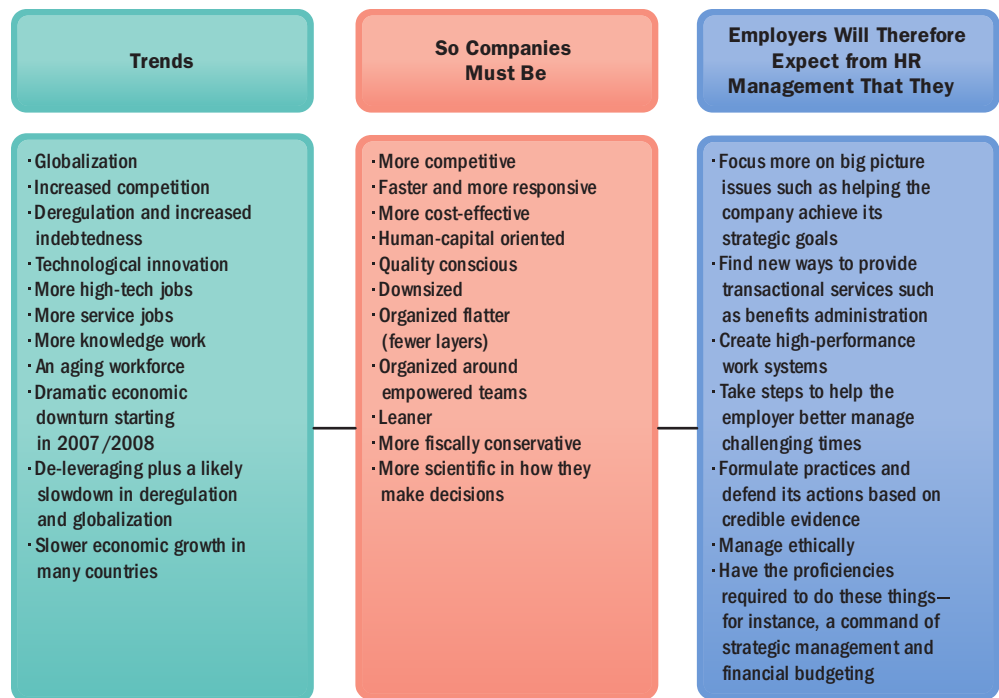 Trends
So Companies
Must Be
Employers Will Therefore
Expect from HR
Management That They
· Globalization
· Increased competition
· Deregulation and increased
indebtedness
· Technological innovation
· More high-tech jobs
· More service jobs
· More knowledge work
· An aging workforce
· Dramatic economic
downturn starting
in 2007/2008
· De-leveraging plus a likely
slowdown in deregulation
and globalization
· Slower economic growth in
many countries
· More competitive
· Faster and more responsive
· More cost-effective
· Human-capital oriented
· Quality conscious
· Downsized
· Organized flatter
(fewer layers)
· Organized around
empowered teams
· Leaner
· More fiscally conservative
· More scientific in how they
make decisions
· Focus more on big picture
issues such as helping the
company achieve its
strategic goals
· Find new ways to provide
transactional services such
as benefits administration
· Create high-performance
work systems
· Take steps to help the
employer better manage
challenging times
· Formulate practices and
defend its actions based on
credible evidence
· Manage ethically
· Have the proficiencies
required to do these things—
for instance, a command of
strategic management and
financial budgeting